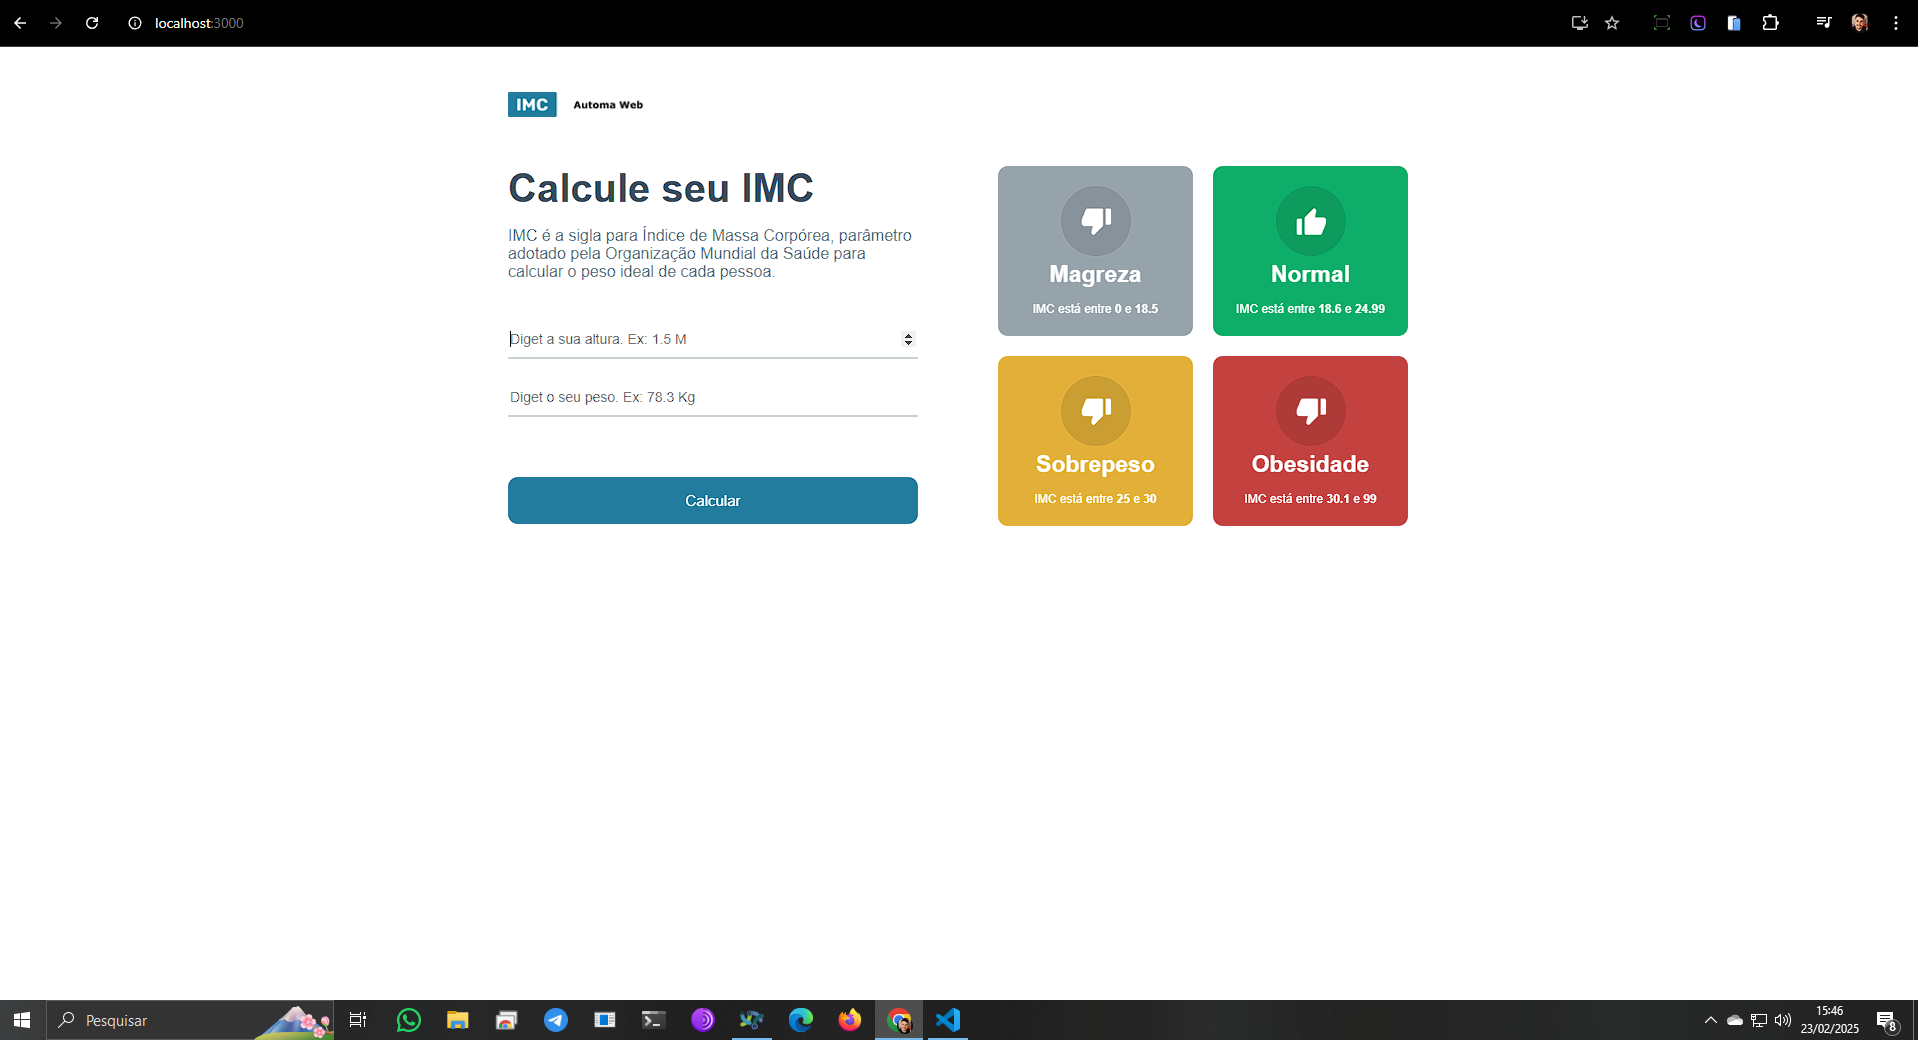 localhost:3000
IMC Automa Web
Calcule seu IMC
IMC é a sigla para Índice de Massa Corpórea, parâmetro
adotado pela Organização Mundial da Saúde para
calcular o peso ideal de cada pessoa.
Diget a sua altura. Ex: 1.5 M
Diget o seu peso. Ex: 78.3 Kg
Calcular
Magreza
IMC está entre 0 e 18.5
Normal
IMC está entre 18.6 e 24.99
Sobrepeso
IMC está entre 25 e 30
Obesidade
IMC está entre 30.1 e 99
Pesquisar
15:46
23/02/2025
8